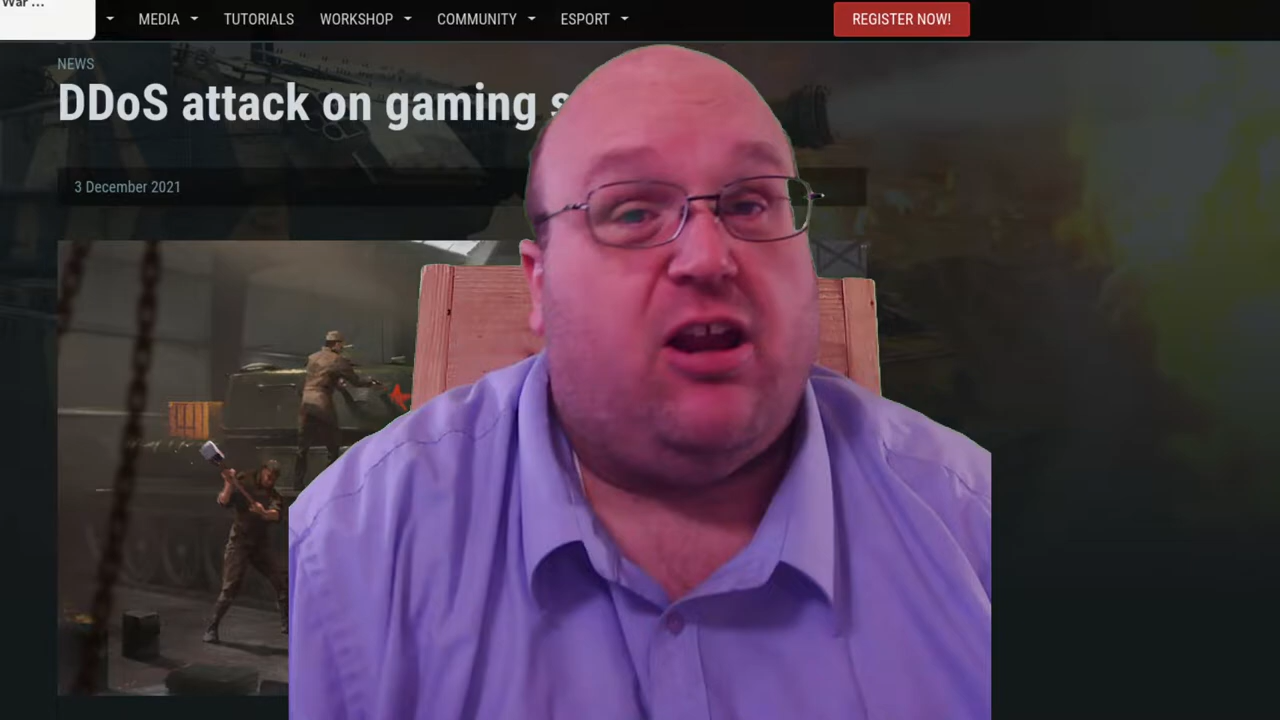 War ...
MEDIA TUTORIALS WORKSHOP COMMUNITY ESPORT REGISTER NOW!
NEWS
DDoS attack on gaming
3 December 2021